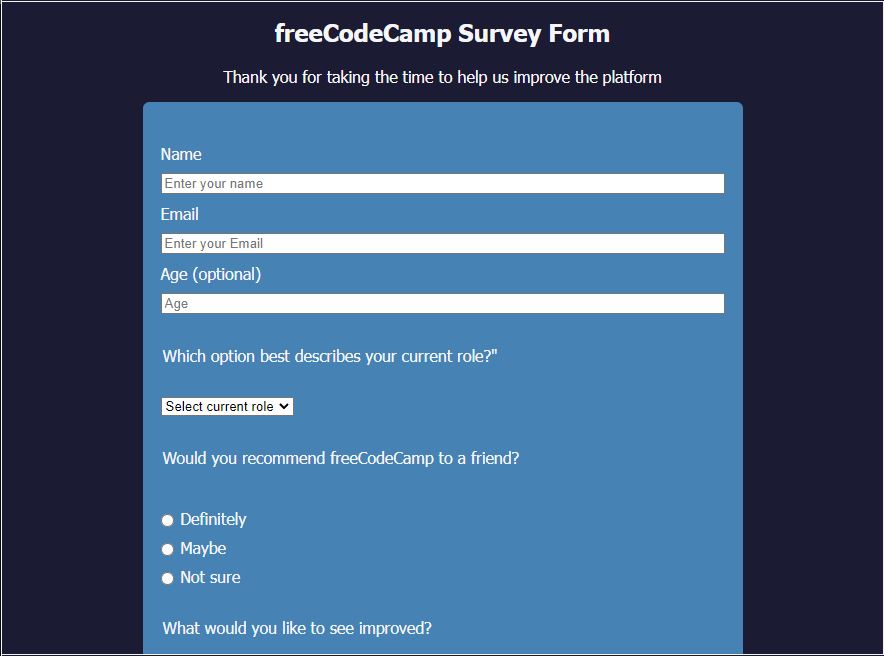 freeCodeCamp Survey Form
Thank you for taking the time to help us improve the platform
Name
Enter your name
Email
Enter your Email
Age (optional)
Age
Which option best describes your current role?"
Select current role
Would you recommend freeCodeCamp to a friend?
Definitely
Maybe
Not sure
What would you like to see improved?